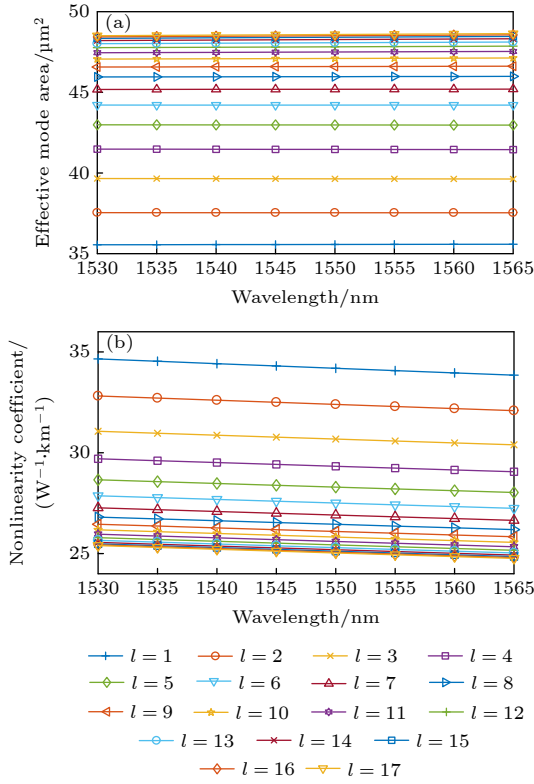 (a)
Effective mode area/µm²
50
45
40
35
1530 1535 1540 1545 1550 1555 1560 1565
Wavelength/nm
(b)
Nonlinearity coefficient/
(W⁻¹·km⁻¹)
35
30
25
1530 1535 1540 1545 1550 1555 1560 1565
Wavelength/nm
l = 1 l = 2 l = 3 l = 4
l = 5 l = 6 l = 7 l = 8
l = 9 l = 10 l = 11 l = 12
l = 13 l = 14 l = 15
l = 16 l = 17